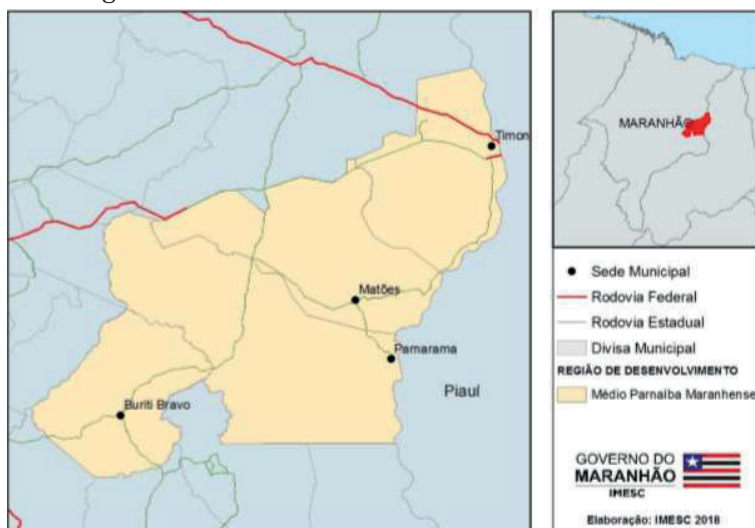 Timon
Matões
Parnarama
Buriti Bravo
Piauí
MARANHÃO
Sede Municipal
Rodovia Federal
Rodovia Estadual
Divisa Municipal
REGIÃO DE DESENVOLVIMENTO
Médio Parnaíba Maranhense
GOVERNO DO
MARANHÃO
IMESC
Elaboração: IMESC 2018